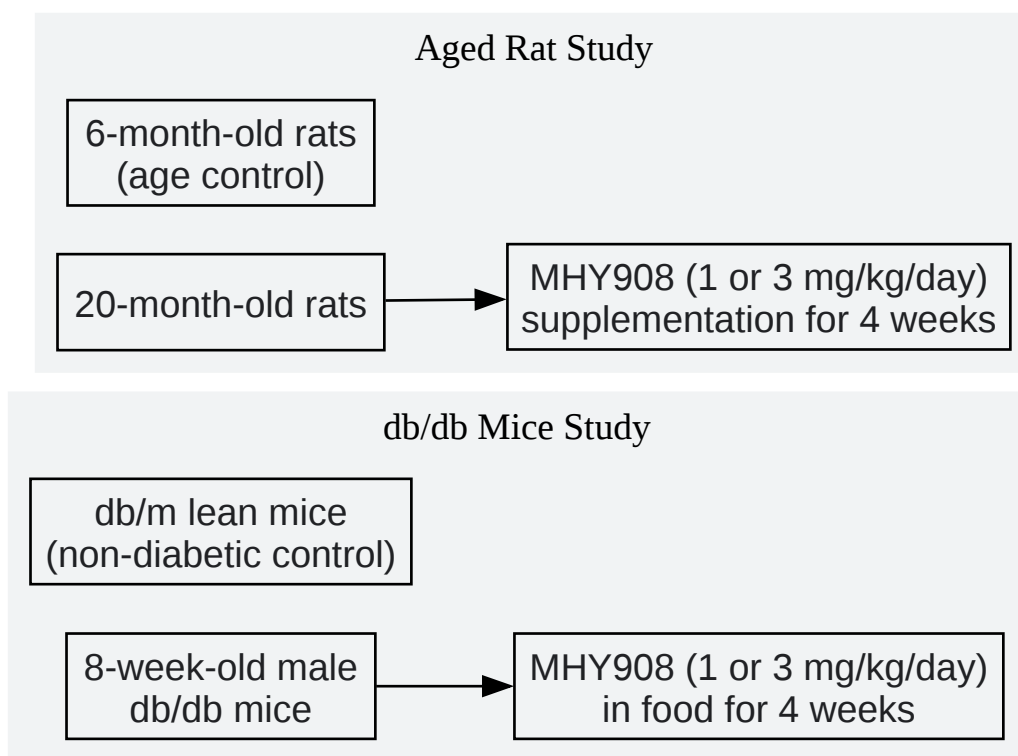 Aged Rat Study
6-month-old rats
(age control)
20-month-old rats
MHY908 (1 or 3 mg/kg/day)
supplementation for 4 weeks
db/db Mice Study
db/m lean mice
(non-diabetic control)
8-week-old male
db/db mice
MHY908 (1 or 3 mg/kg/day)
in food for 4 weeks